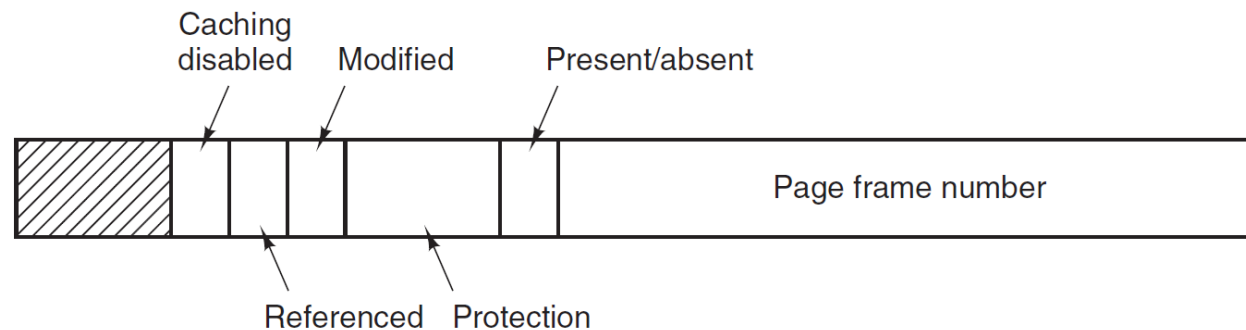 Caching
disabled
Modified
Present/absent
Page frame number
Referenced
Protection